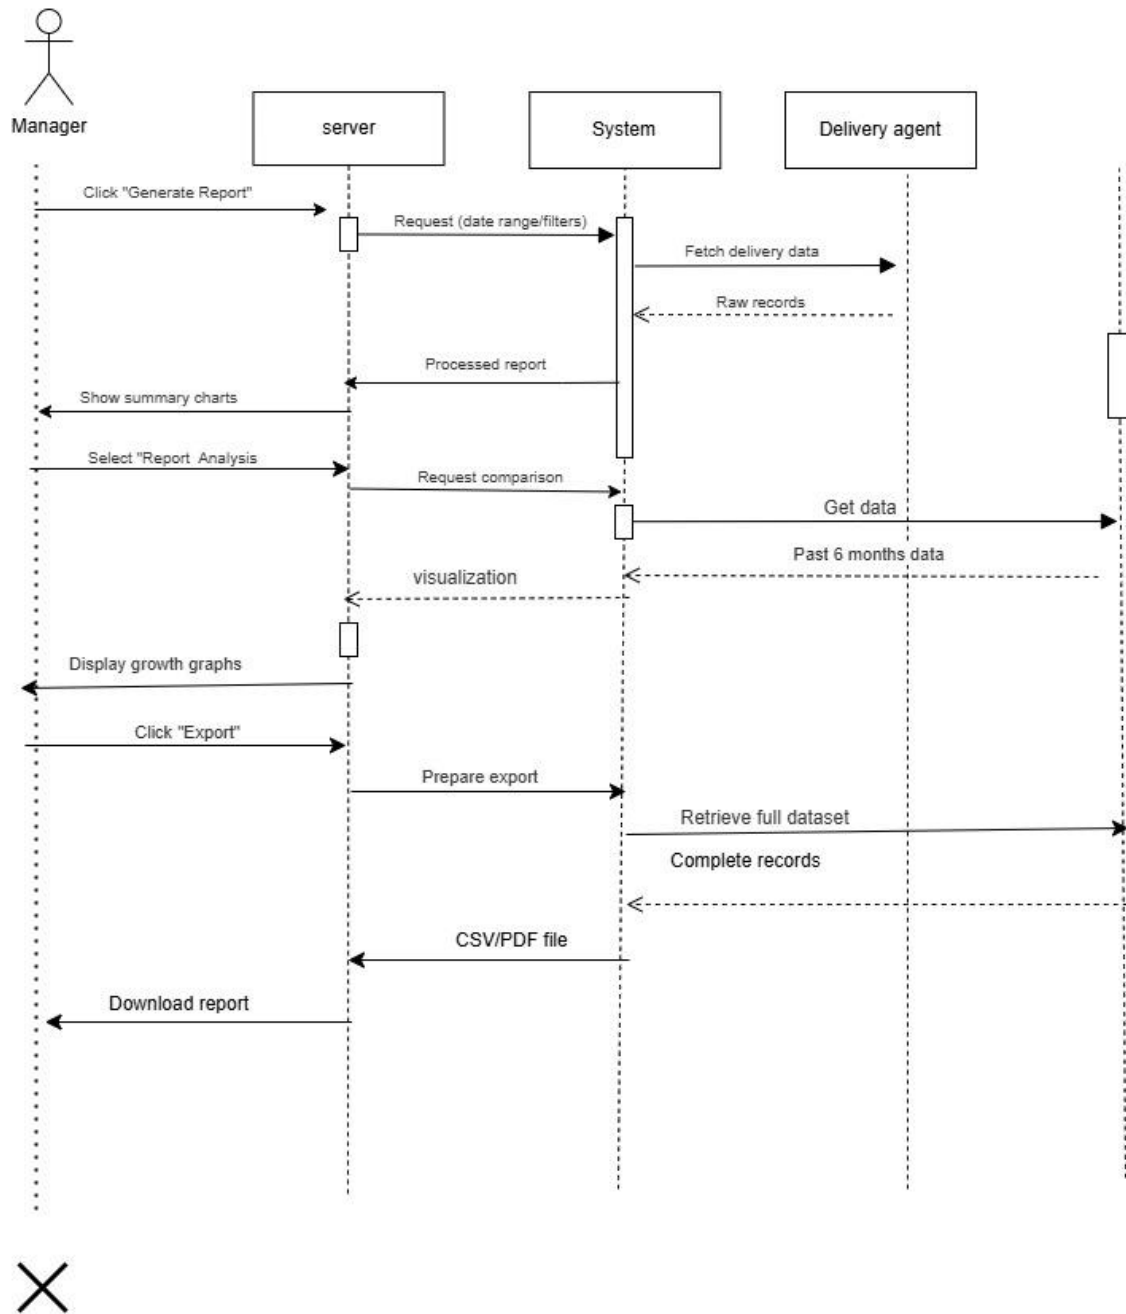 Manager
server
System
Delivery agent
Click "Generate Report"
Request (date range/filters)
Fetch delivery data
Raw records
Processed report
Show summary charts
Select "Report Analysis
Request comparison
Get data
Past 6 months data
visualization
Display growth graphs
Click "Export"
Prepare export
Retrieve full dataset
Complete records
CSV/PDF file
Download report